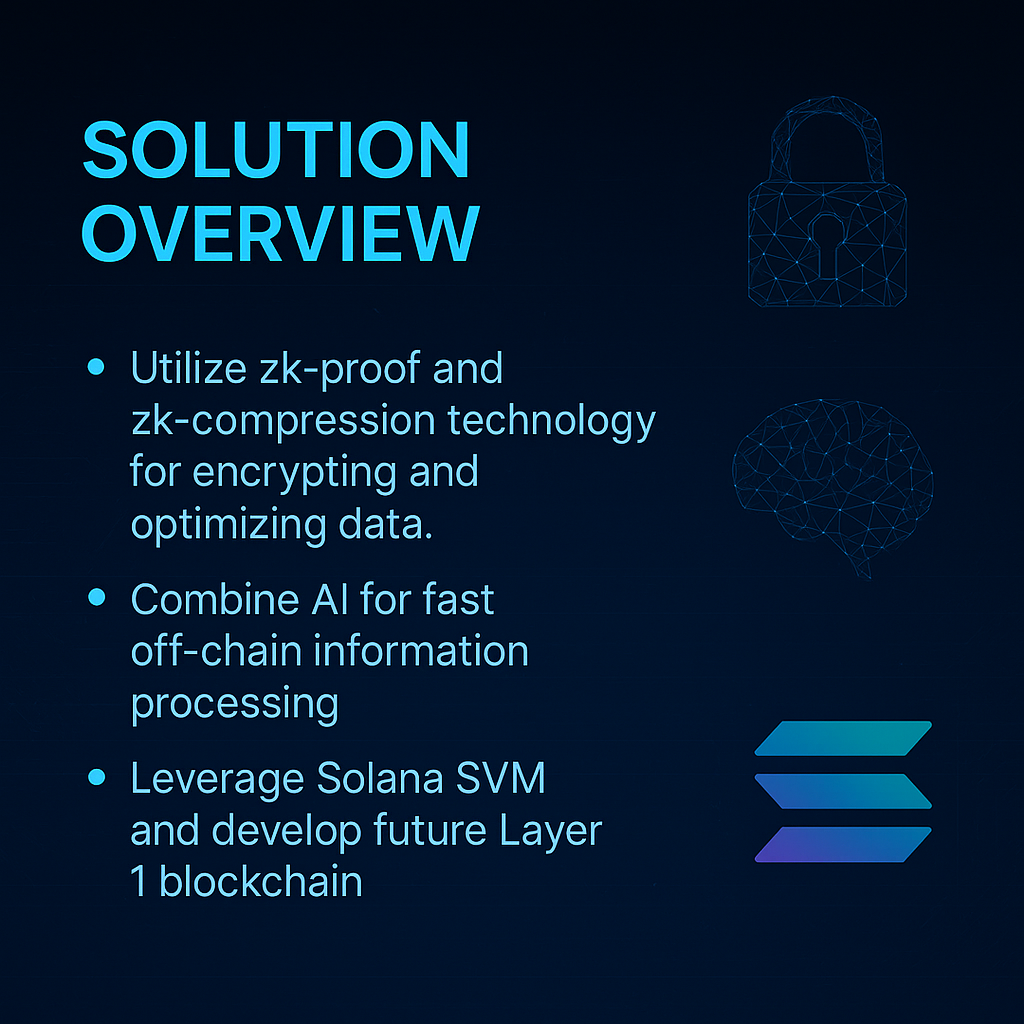 SOLUTION
OVERVIEW
• Utilize zk-proof and
zk-compression technology
for encrypting and
optimizing data.
• Combine AI for fast
off-chain information
processing
• Leverage Solana SVM
and develop future Layer
1 blockchain